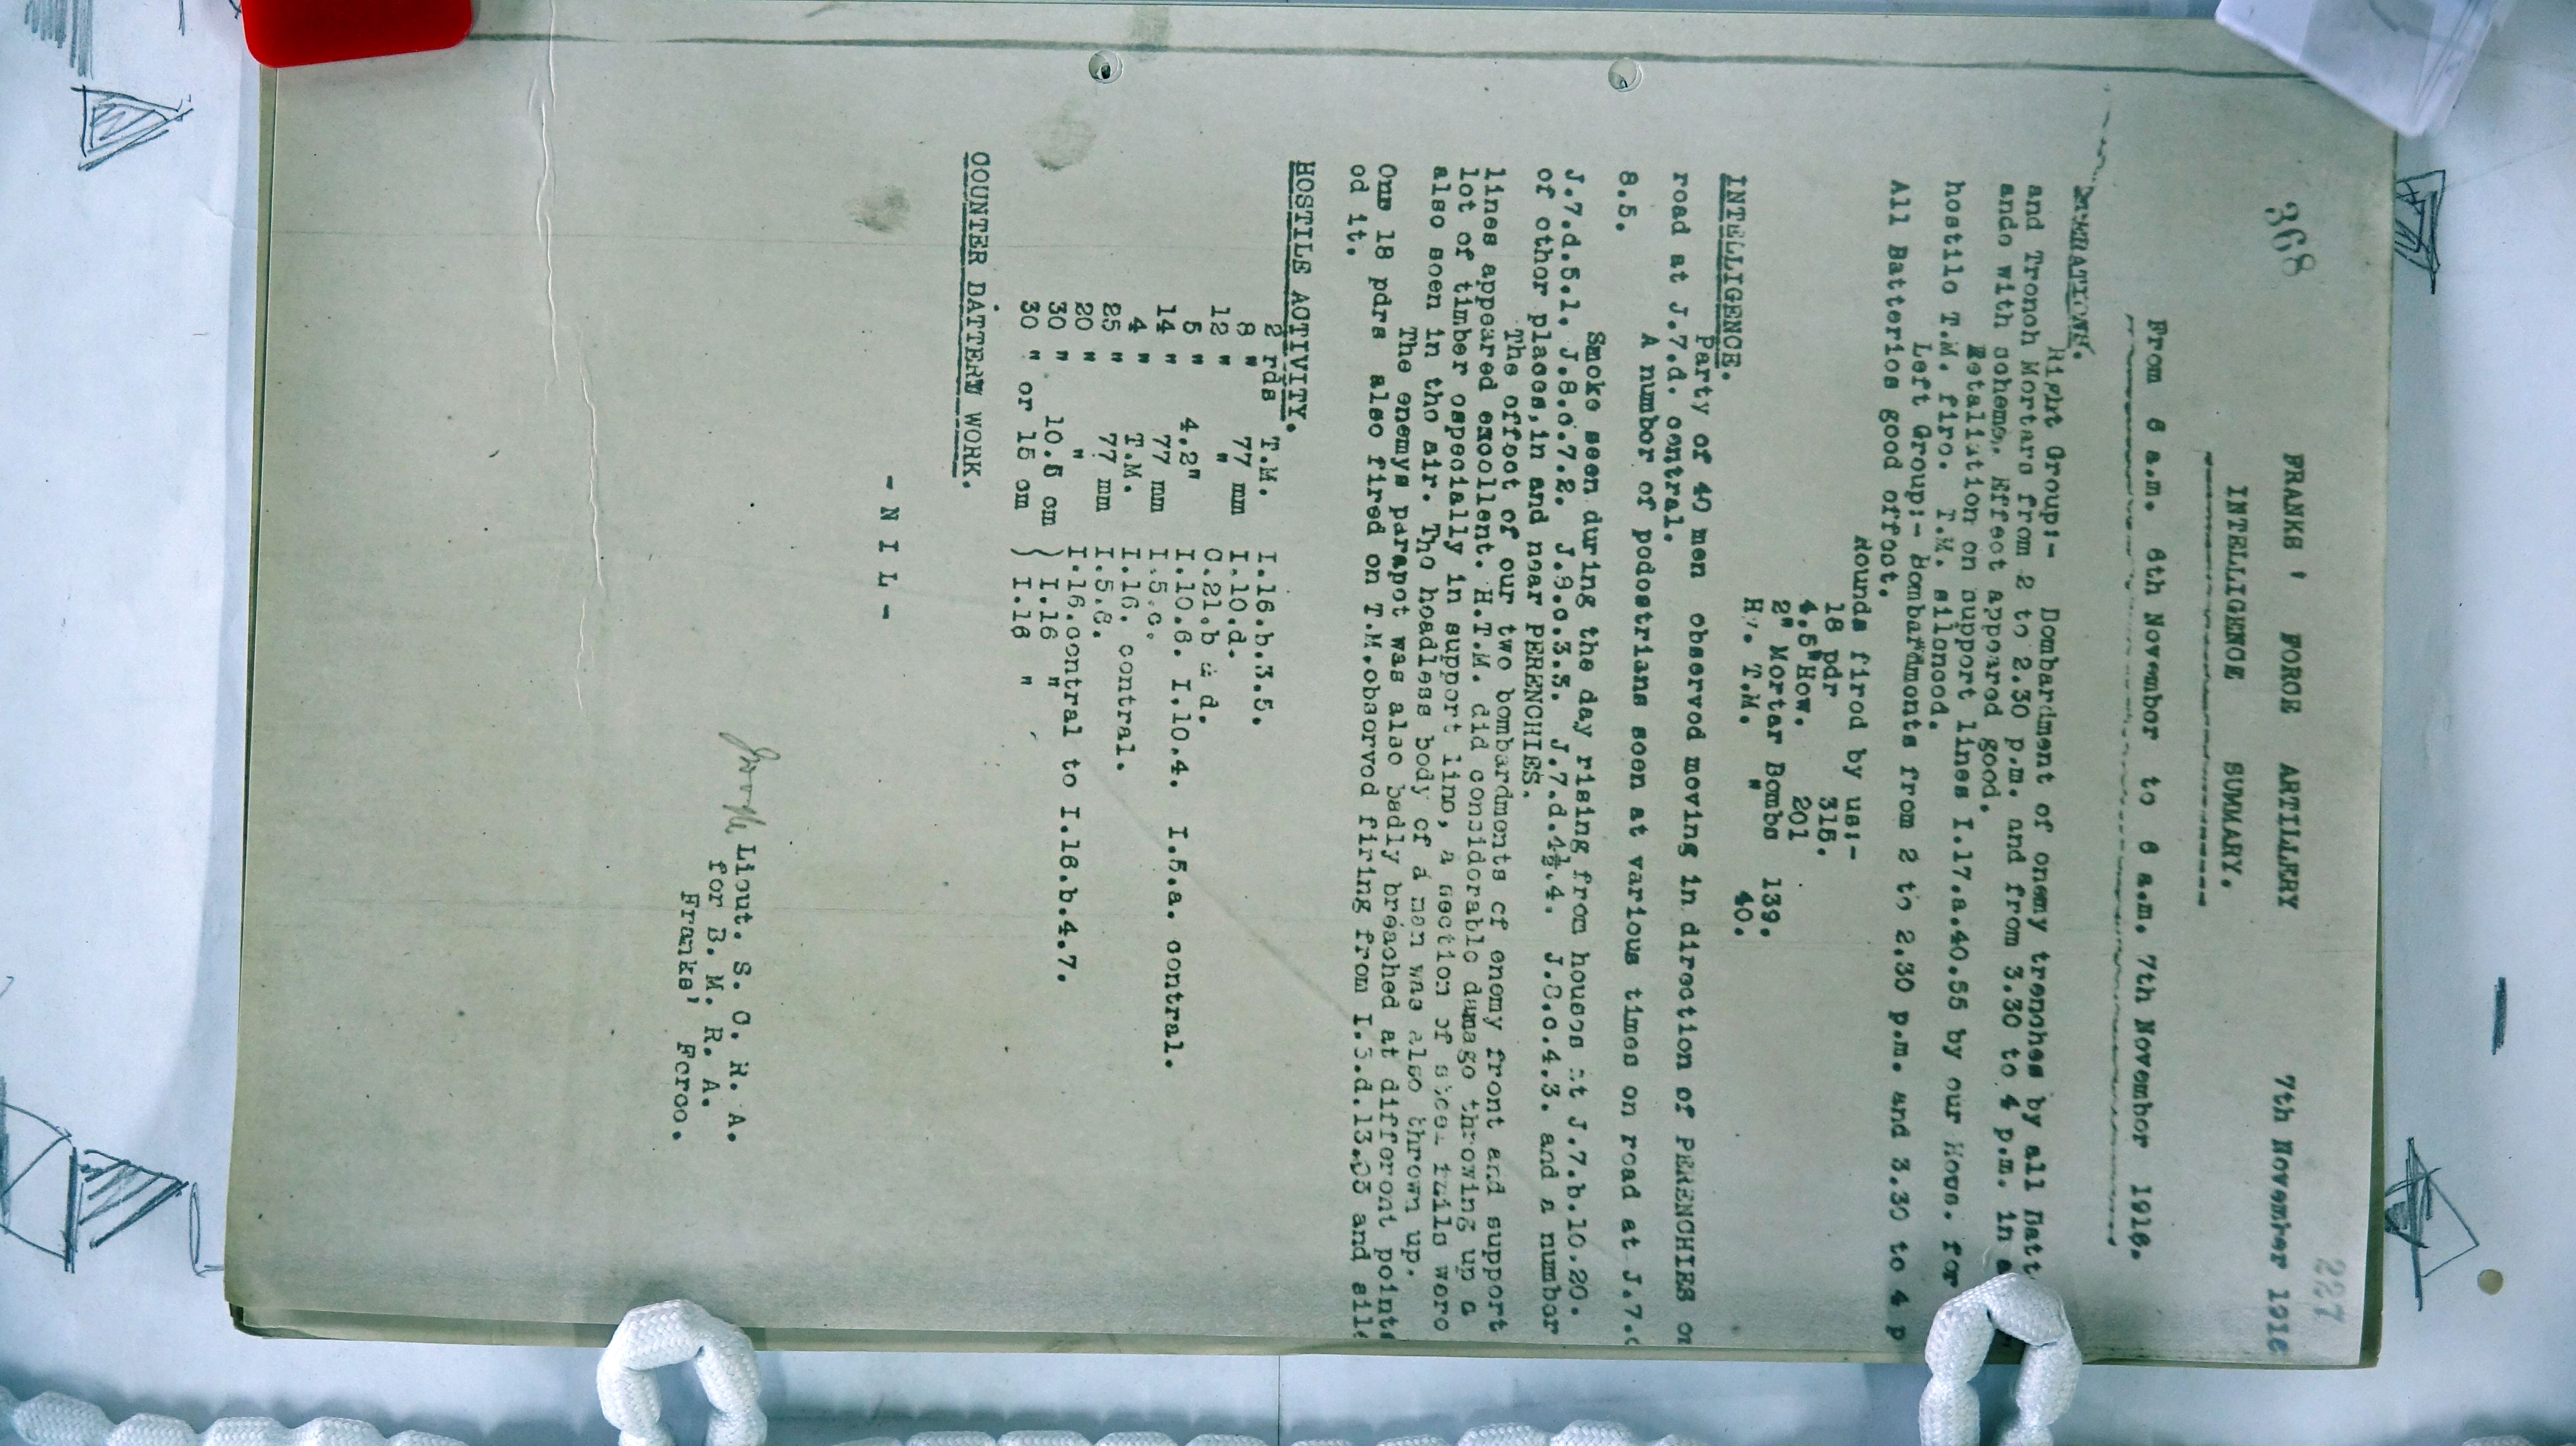 368
227
FRANKS' FORCE ARTILLERY 7th November 1916
INTELLIGENCE SUMMARY.
From 6 a.m. 6th November to 6 a.m. 7th November 1916.
OPERATIONS.
Right Group:- Bombardment of enemy trenches by all Batt
and Trench Mortars from 2 to 2.30 p.m. and from 3.30 to 4 p.m. in
ance with scheme. Effect appeared good.
Retaliation on support lines I.17.a.40.55 by our Hows. for
hostile T.M. fire. T.M. silenced.
Left Group:- Bombardments from 2 to 2.30 p.m. and 3.30 to 4 p
All Batteries good effect.
Rounds fired by us:-
18 pdr 315.
4.5" How. 201
2" Mortar Bombs 139.
Hv. T.M. " 40.
INTELLIGENCE.
Party of 40 men observed moving in direction of PERENCHIES on
road at J.7.d. central.
A number of pedestrians seen at various times on road at J.7.d
8.5.
Smoke seen during the day rising from houses at J.7.b.10.20.
J.7.d.5.1. J.8.c.7.2. J.9.c.3.3. J.7.d.4½.4. J.8.c.4.3. and a number
of other places, in and near PERENCHIES.
The effect of our two bombardments of enemy front and support
lines appeared excellent. H.T.M. did considerable damage throwing up a
lot of timber especially in support line, a section of steel rails were
also seen in the air. The headless body of a man was also thrown up.
The enemys parapet was also badly breached at different points
One 18 pdrs also fired on T.M. observed firing from I.5.d.13.03 and silenc
ed it.
HOSTILE ACTIVITY.
2 rds T.M. I.16.b.3.5.
8 " 77 mm I.10.d.
12 " " C.21.b & d.
5 " 4.2" I.10.6. I.10.4. I.5.a. central.
14 " 77 mm I.5.c.
4 " T.M. I.16. central.
25 " 77 mm I.5.6.
20 " " I.16.central to I.16.b.4.7.
30 " 10.5 cm ) I.16 "
30 " or 15 cm ) I.16 "
COUNTER BATTERY WORK.
- N I L -
Lieut. S. O. R. A.
for B. M. R. A.
Franks' Force.